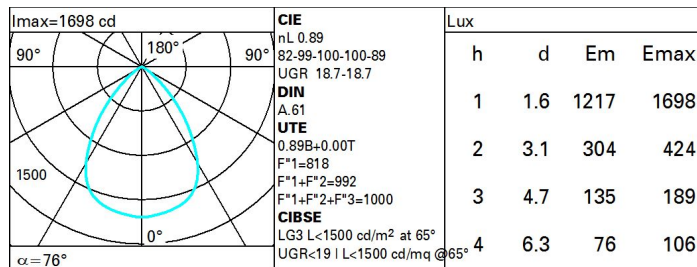 Imax=1698 cd
90° 180° 90°
1500
0°
α=76°
CIE
nL 0.89
82-99-100-100-89
UGR 18.7-18.7
DIN
A.61
UTE
0.89B+0.00T
F"1=818
F"1+F"2=992
F"1+F"2+F"3=1000
CIBSE
LG3 L<1500 cd/m² at 65°
UGR<19 | L<1500 cd/mq @65°
Lux
h d Em Emax
1 1.6 1217 1698
2 3.1 304 424
3 4.7 135 189
4 6.3 76 106